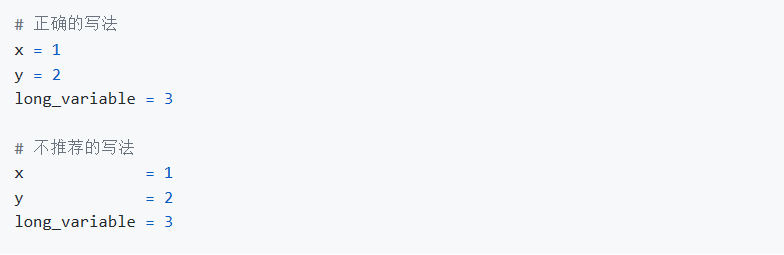 # 正确的写法
x = 1
y = 2
long_variable = 3

# 不推荐的写法
x             = 1
y             = 2
long_variable = 3